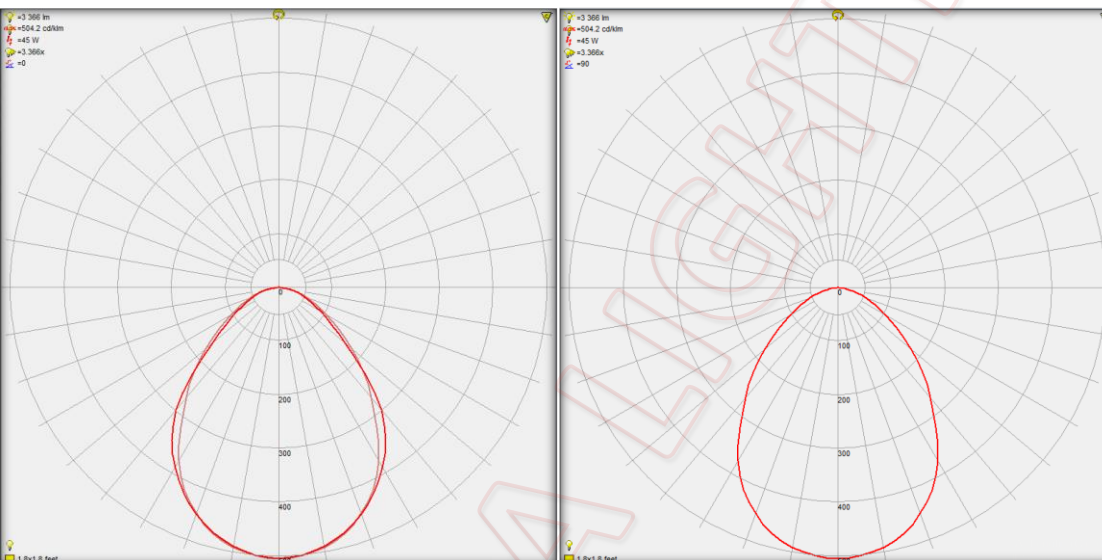 =3 366 lm
=504.2 cd/klm
=45 W
=3.366x
=0
0
100
200
300
400
1.8x1.8 feet
=3 366 lm
=504.2 cd/klm
=45 W
=3.366x
=90
0
100
200
300
400
1.8x1.8 feet
A LIGHT